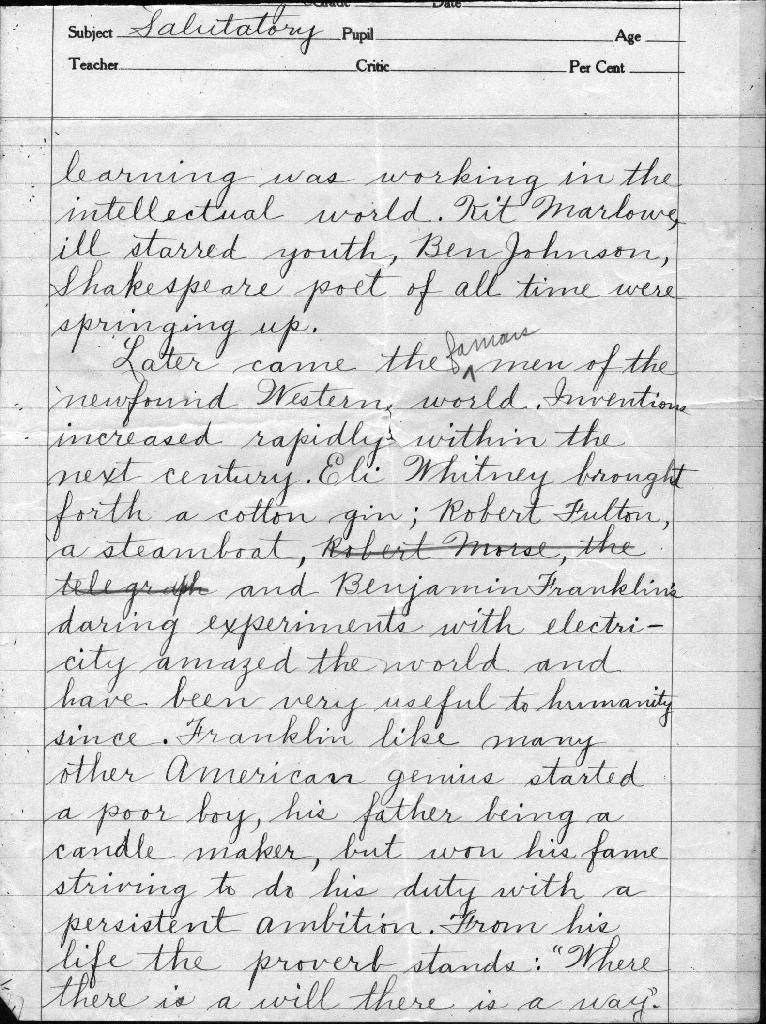 Grade Date
Subject Salutatory Pupil Age
Teacher Critic Per Cent
learning was working in the
intellectual world. Kit Marlowe,
ill starred youth, Ben Johnson,
Shakespeare poet of all time were
springing up.
Later came the famous men of the
newfound Western, world. Inventions
increased rapidly within the
next century. Eli Whitney brought
forth a cotton gin; Robert Fulton,
a steamboat, Robert Morse, the
telegraph and Benjamin Franklin's
daring experiments with electri-
city amazed the world and
have been very useful to humanity
since. Franklin like many
other American genius started
a poor boy, his father being a
candle maker, but won his fame
striving to do his duty with a
persistent ambition. From his
life the proverb stands: "Where
there is a will there is a way".